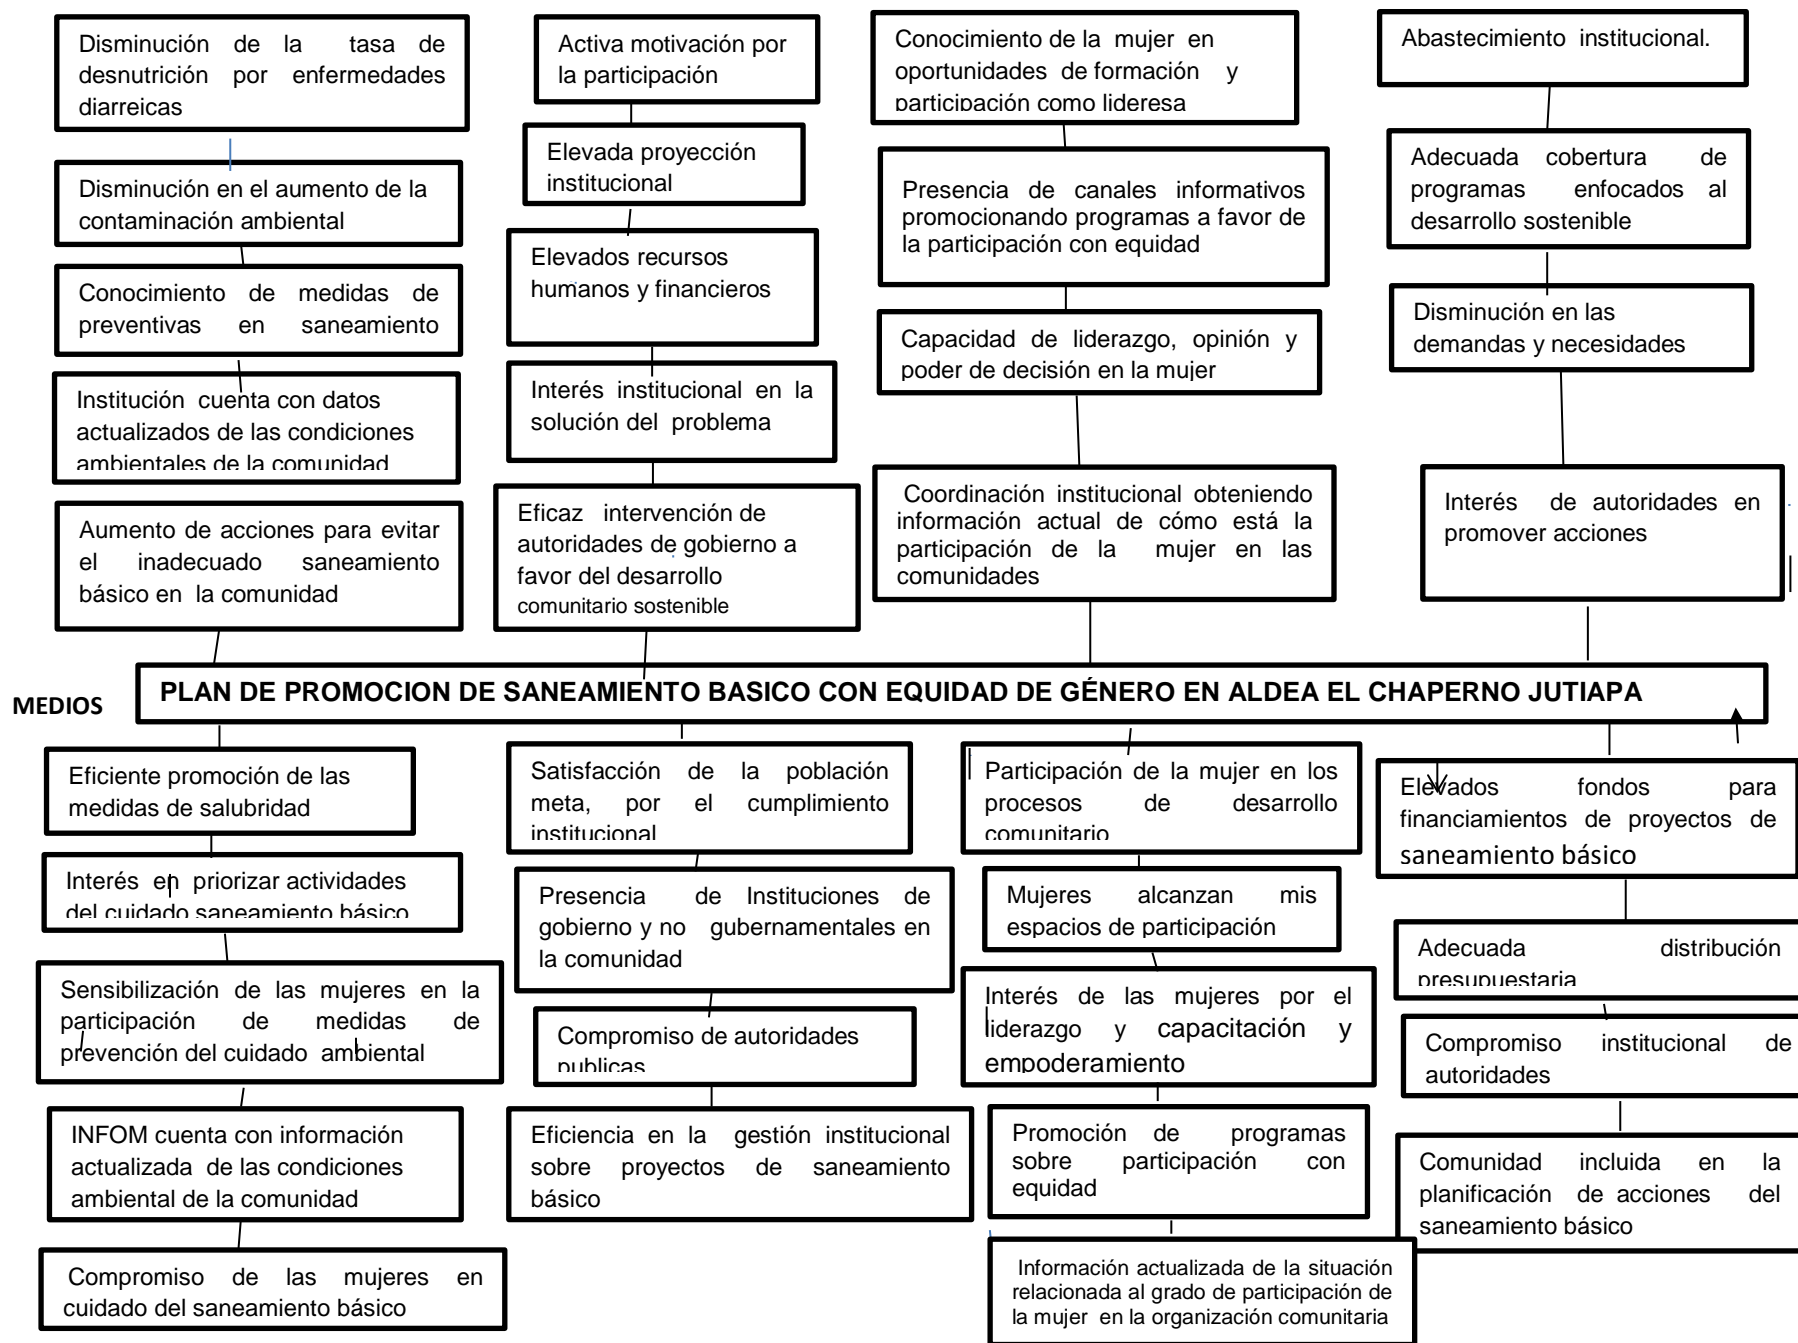 Disminución de la tasa de
desnutrición por enfermedades
diarreicas
Disminución en el aumento de la
contaminación ambiental
Conocimiento de medidas de
preventivas en saneamiento
Institución cuenta con datos
actualizados de las condiciones
ambientales de la comunidad
Aumento de acciones para evitar
el inadecuado saneamiento
básico en la comunidad
Activa motivación por
la participación
Elevada proyección
institucional
Elevados recursos
humanos y financieros
Interés institucional en la
solución del problema
Eficaz intervención de
autoridades de gobierno a
favor del desarrollo
comunitario sostenible
Conocimiento de la mujer en
oportunidades de formación y
participación como lideresa
Presencia de canales informativos
promocionando programas a favor de
la participación con equidad
Capacidad de liderazgo, opinión y
poder de decisión en la mujer
Coordinación institucional obteniendo
información actual de cómo está la
participación de la mujer en las
comunidades
Abastecimiento institucional.
Adecuada cobertura de
programas enfocados al
desarrollo sostenible
Disminución en las
demandas y necesidades
Interés de autoridades en
promover acciones
MEDIOS
PLAN DE PROMOCION DE SANEAMIENTO BASICO CON EQUIDAD DE GÉNERO EN ALDEA EL CHAPERNO JUTIAPA
Eficiente promoción de las
medidas de salubridad
Interés en priorizar actividades
del cuidado saneamiento básico
Sensibilización de las mujeres en la
participación de medidas de
prevención del cuidado ambiental
INFOM cuenta con información
actualizada de las condiciones
ambiental de la comunidad
Compromiso de las mujeres en
cuidado del saneamiento básico
Satisfacción de la población
meta, por el cumplimiento
institucional
Presencia de Instituciones de
gobierno y no gubernamentales en
la comunidad
Compromiso de autoridades
publicas
Eficiencia en la gestión institucional
sobre proyectos de saneamiento
básico
Participación de la mujer en los
procesos de desarrollo
comunitario
Mujeres alcanzan mis
espacios de participación
Interés de las mujeres por el
liderazgo y capacitación y
empoderamiento
Promoción de programas
sobre participación con
equidad
Información actualizada de la situación
relacionada al grado de participación de
la mujer en la organización comunitaria
Elevados fondos para
financiamientos de proyectos de
saneamiento básico
Adecuada distribución
presupuestaria
Compromiso institucional de
autoridades
Comunidad incluida en la
planificación de acciones del
saneamiento básico